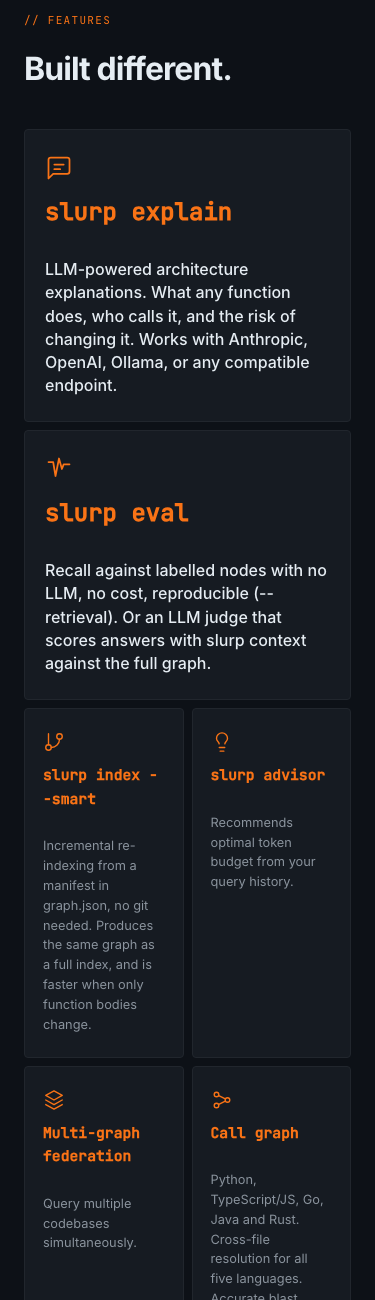 // FEATURES
Built different.
slurp explain
LLM-powered architecture
explanations. What any function
does, who calls it, and the risk of
changing it. Works with Anthropic,
OpenAI, Ollama, or any compatible
endpoint.
slurp eval
Recall against labelled nodes with no
LLM, no cost, reproducible (--
retrieval). Or an LLM judge that
scores answers with slurp context
against the full graph.
slurp index -
-smart
Incremental re-
indexing from a
manifest in
graph.json, no git
needed. Produces
the same graph as
a full index, and is
faster when only
function bodies
change.
slurp advisor
Recommends
optimal token
budget from your
query history.
Multi-graph
federation
Query multiple
codebases
simultaneously.
Call graph
Python,
TypeScript/JS, Go,
Java and Rust.
Cross-file
resolution for all
five languages.
Accurate blast